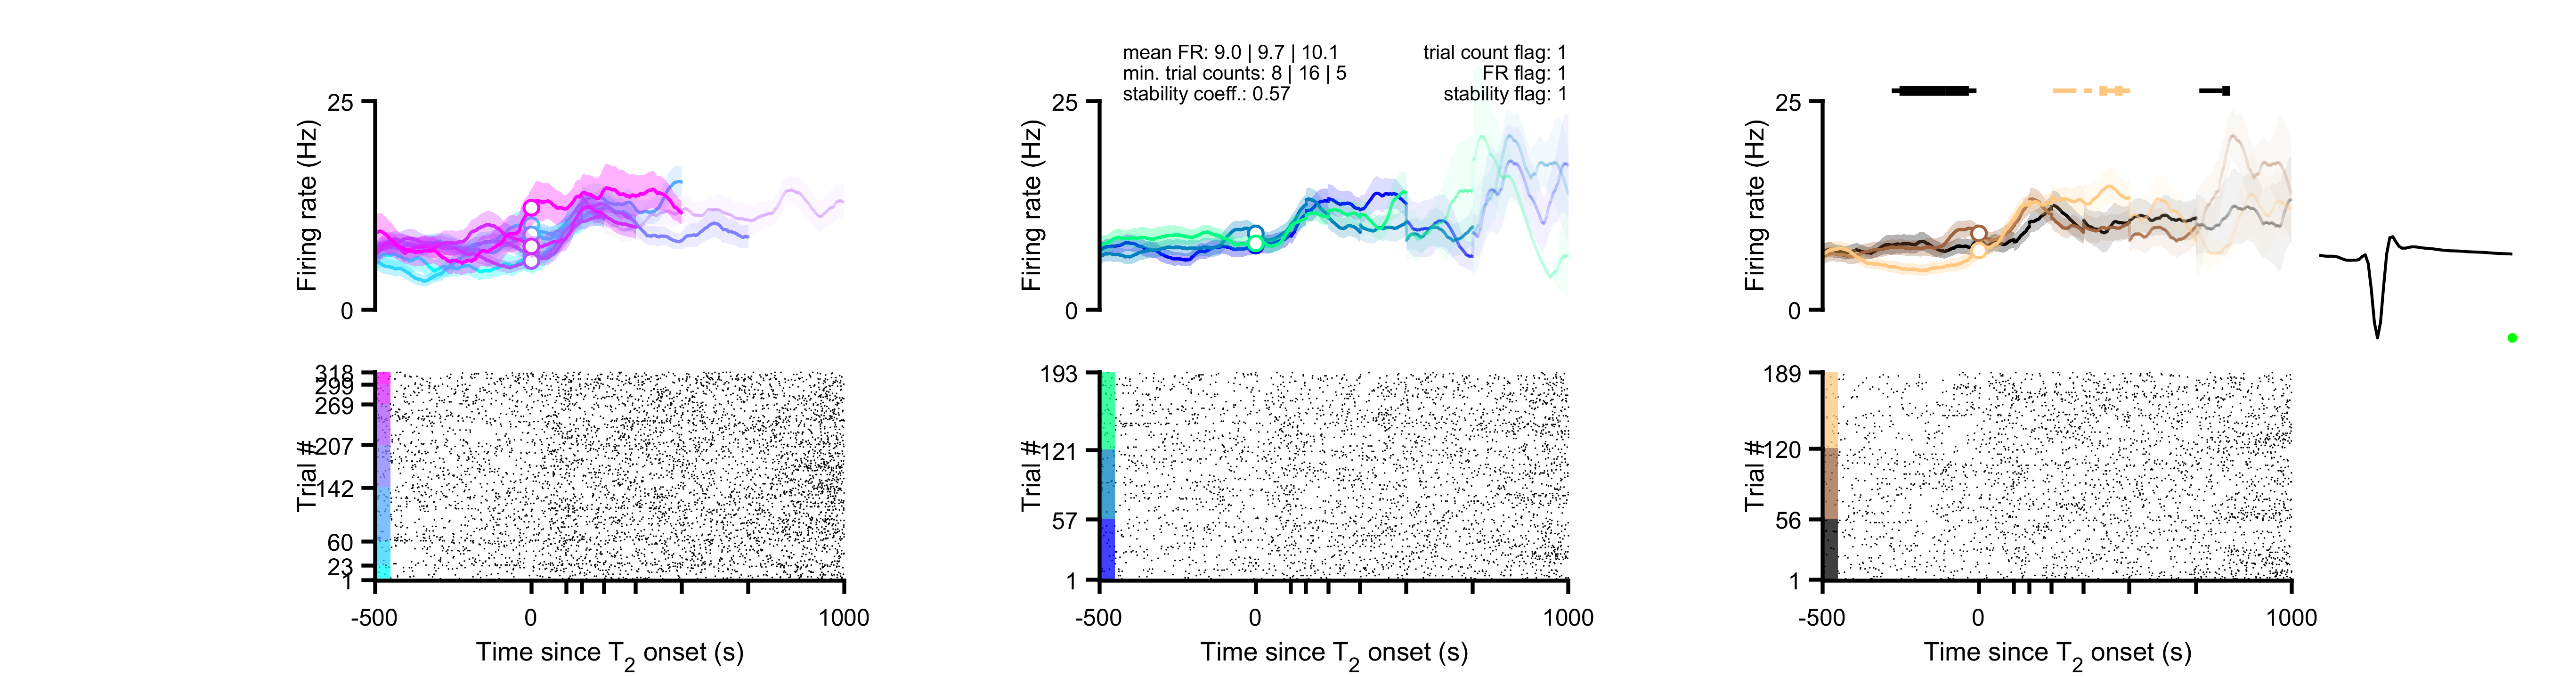 mean FR: 9.0 | 9.7 | 10.1
min. trial counts: 8 | 16 | 5
stability coeff.: 0.57
trial count flag: 1
FR flag: 1
stability flag: 1
25
Firing rate (Hz)
0
318
299
269
207
142
60
23
1
Trial #
-500
0
1000
Time since T2 onset (s)
25
Firing rate (Hz)
0
193
121
57
1
Trial #
-500
0
1000
Time since T2 onset (s)
25
Firing rate (Hz)
0
189
120
56
1
Trial #
-500
0
1000
Time since T2 onset (s)